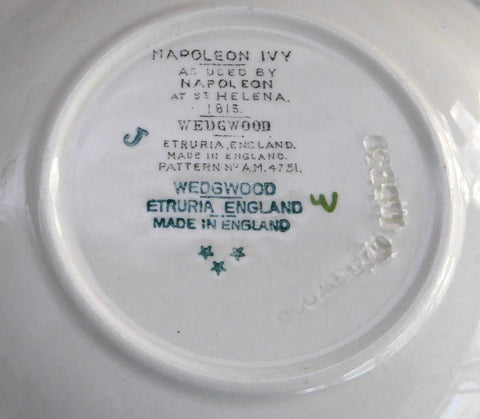 NAPOLEON IVY
AS USED BY
NAPOLEON
AT ST HELENA.
1815.
WEDGWOOD
ETRURIA, ENGLAND.
MADE IN ENGLAND.
PATTERN NO A.M. 4751.
WEDGWOOD
ETRURIA ENGLAND
MADE IN ENGLAND